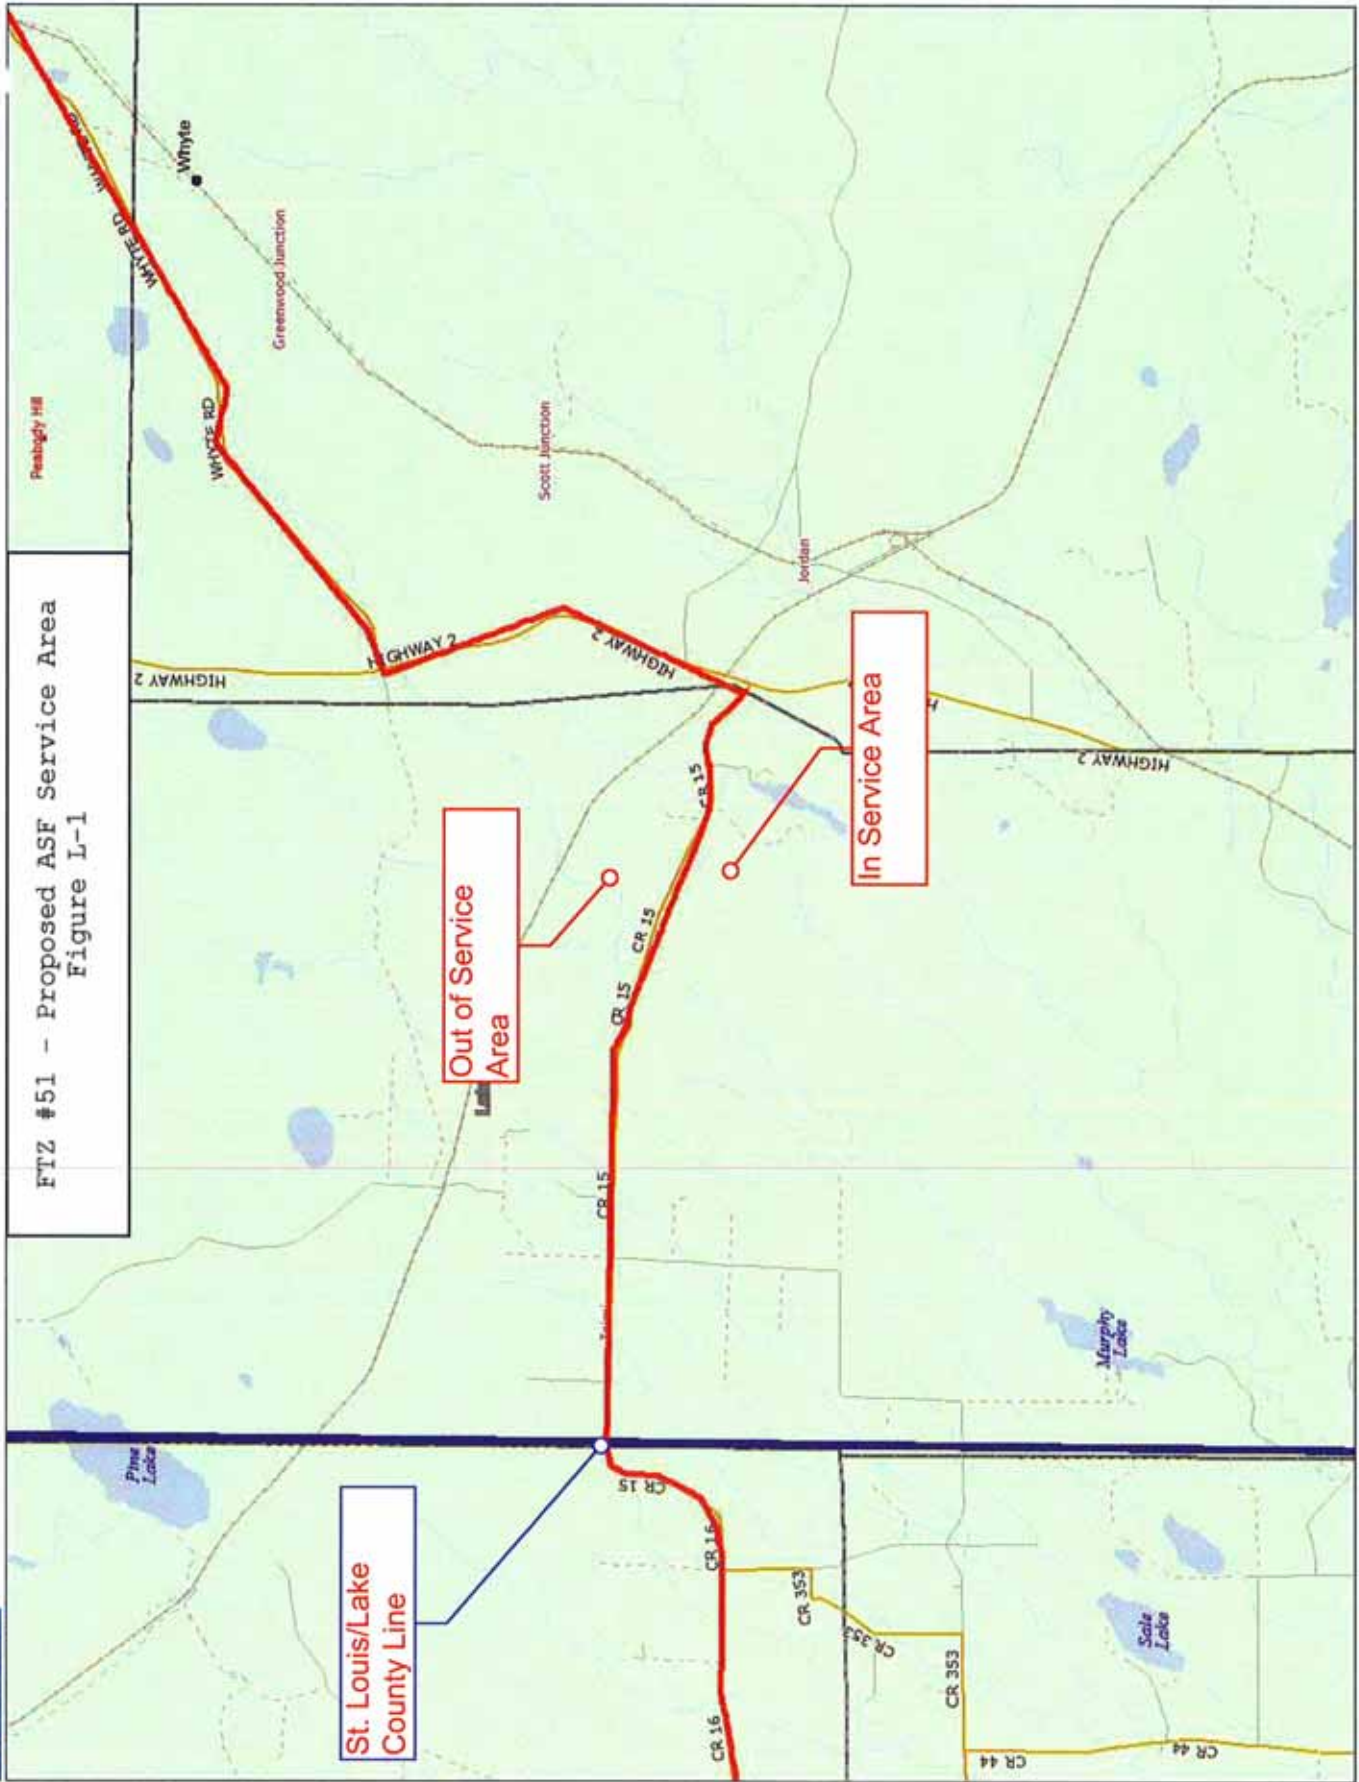 FTZ #51 - Proposed ASF Service Area
Figure L-1
Peabody Hill
WHYTE RD
WHYTE RD
Whyte
Greenwood Junction
WHYTE RD
Scott Junction
HIGHWAY 2
HIGHWAY 2
HIGHWAY 2
Jordan
Out of Service
Area
In Service Area
H
HIGHWAY 2
CR 15
CR 15
CR 15
CR 15
Pine
Lake
St. Louis/Lake
County Line
CR 15
CR 16
CR 16
CR 353
CR 353
CR 353
CR 44
CR 44
Murphy
Lake
Sale
Lake